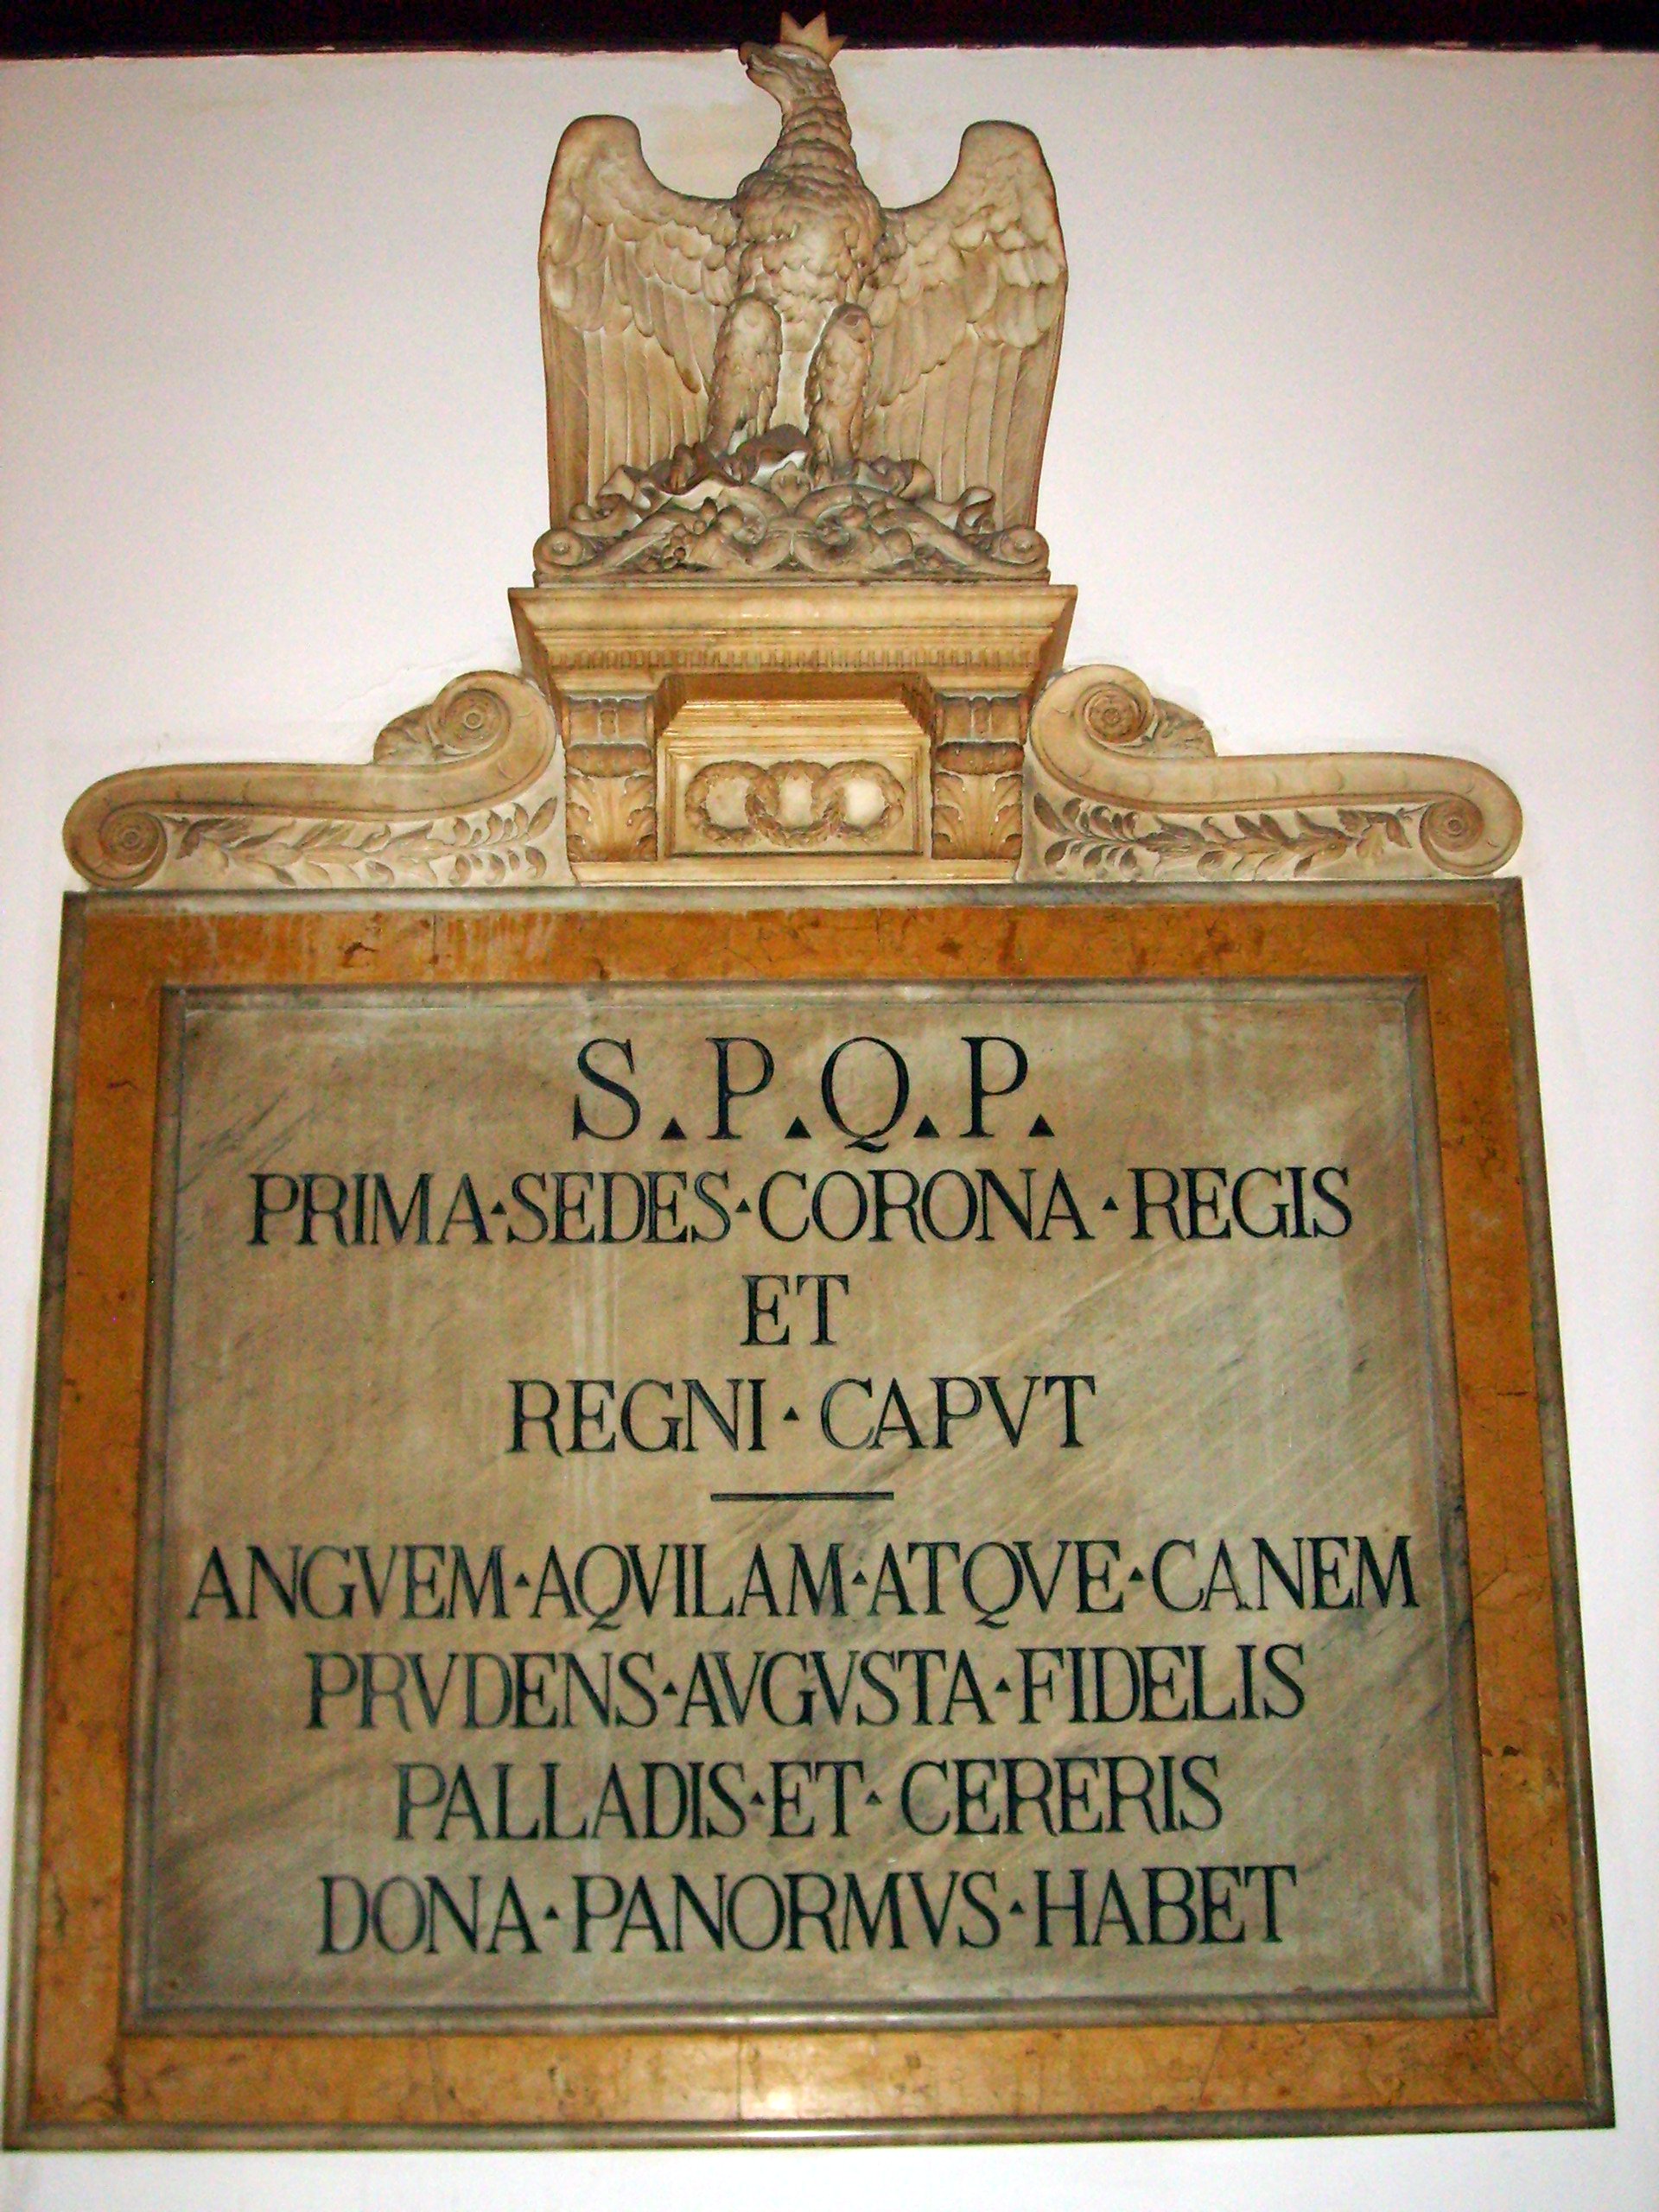 S.P.Q.P.
PRIMA·SEDES·CORONA·REGIS
ET
REGNI·CAPVT
ANGVEM·AQVILAM·ATQVE·CANEM
PRVDENS·AVGVSTA·FIDELIS
PALLADIS·ET·CERERIS
DONA·PANORMVS·HABET